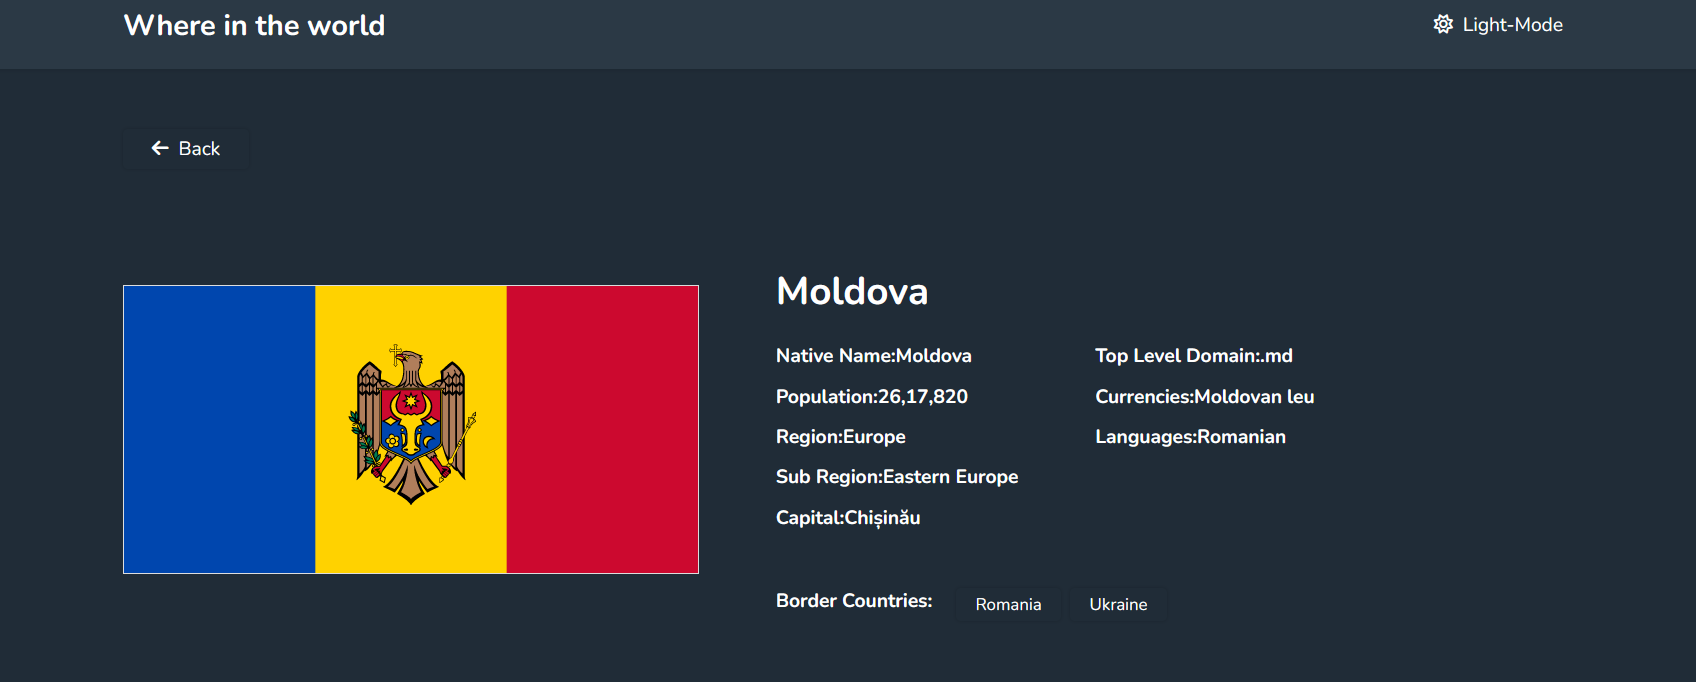 Where in the world
Light-Mode
Back
Moldova
Native Name:Moldova
Population:26,17,820
Region:Europe
Sub Region:Eastern Europe
Capital:Chișinău
Top Level Domain:.md
Currencies:Moldovan leu
Languages:Romanian
Border Countries:
Romania
Ukraine